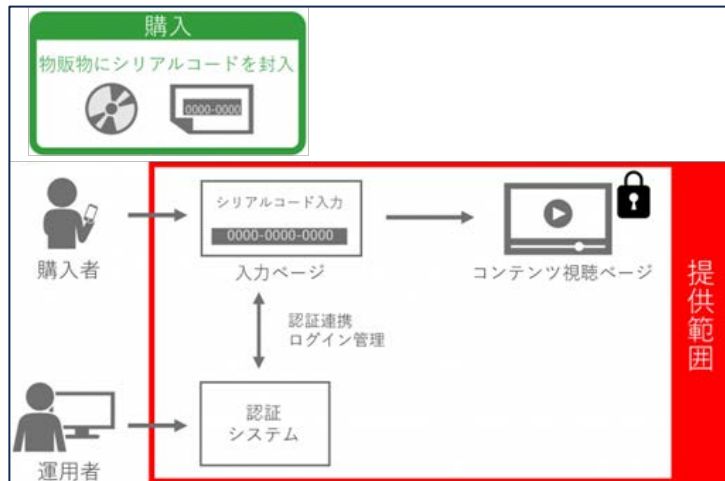 購入
物販物にシリアルコードを封入
0000-0000
購入者
シリアルコード入力
0000-0000-0000
入力ページ
コンテンツ視聴ページ
認証連携
ログイン管理
認証
システム
運用者
提供範囲